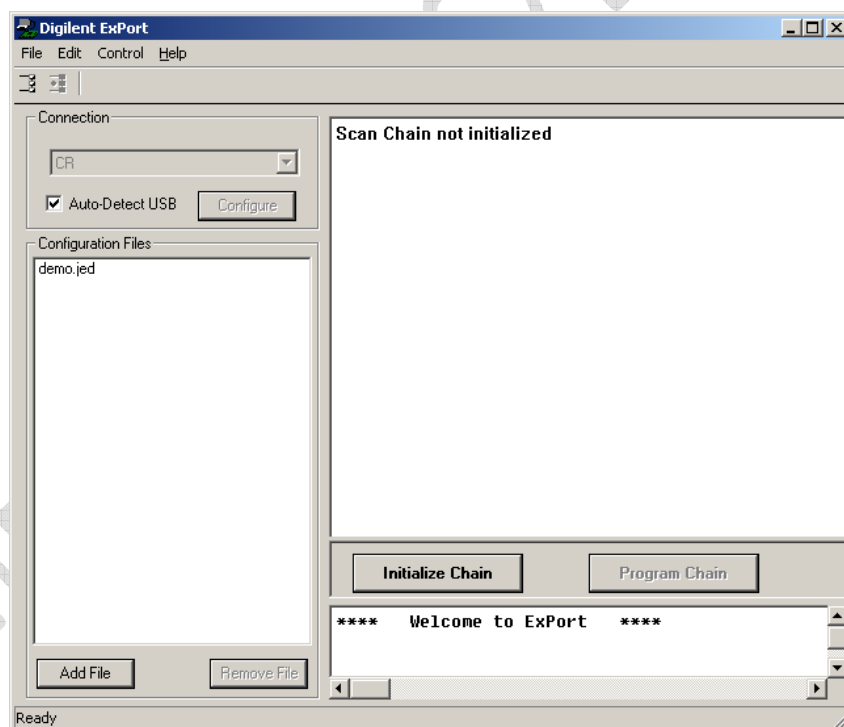 Digilent ExPort
File Edit Control Help
Connection
CR
Auto-Detect USB
Configure
Configuration Files
demo.jed
Add File
Remove File
Scan Chain not initialized
Initialize Chain
Program Chain
**** Welcome to ExPort ****
Ready